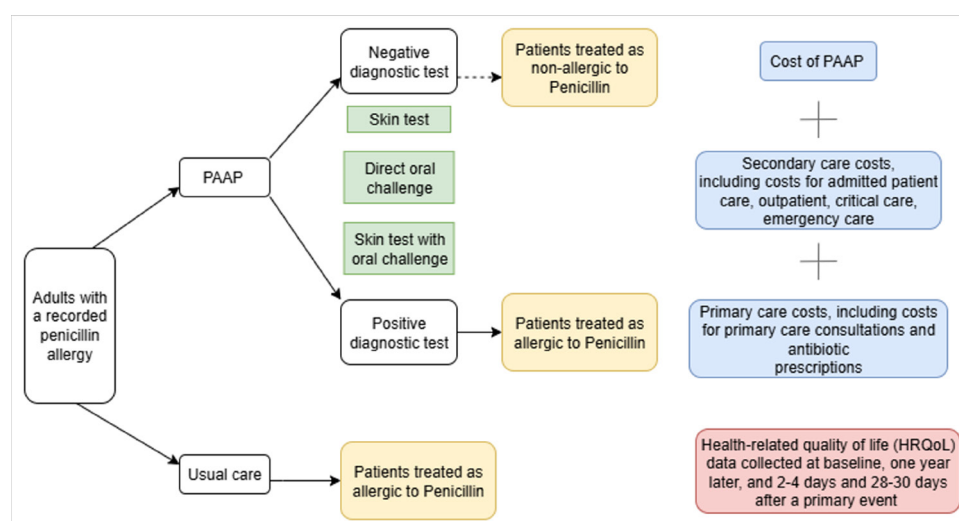 Negative
diagnostic test
Patients treated as
non-allergic to
Penicillin
Cost of PAAP
Skin test
Direct oral
challenge
Skin test with
oral challenge
PAAP
Secondary care costs,
including costs for admitted patient
care, outpatient, critical care,
emergency care
Adults with
a recorded
penicillin
allergy
Positive
diagnostic test
Patients treated as
allergic to Penicillin
Primary care costs, including costs
for primary care consultations and
antibiotic
prescriptions
Usual care
Patients treated as
allergic to Penicillin
Health-related quality of life (HRQoL)
data collected at baseline, one year
later, and 2-4 days and 28-30 days
after a primary event